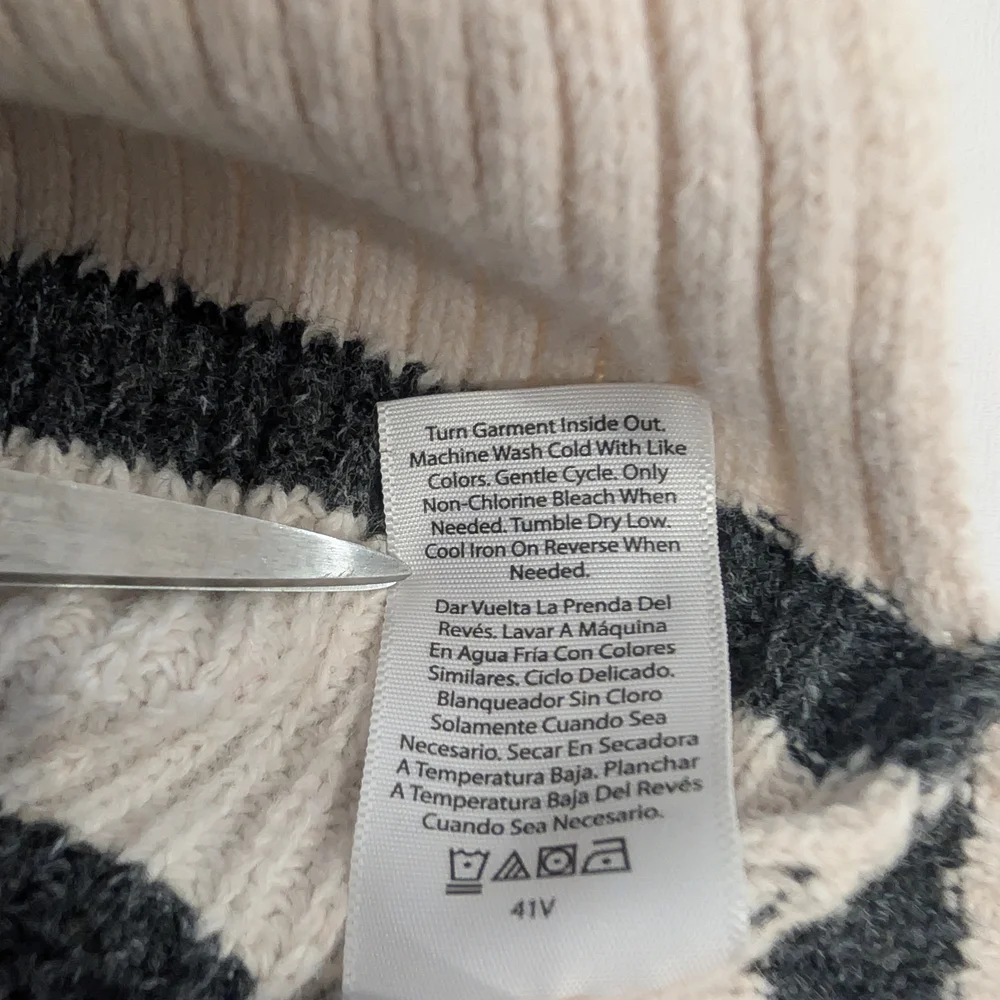 Turn Garment Inside Out.
Machine Wash Cold With Like
Colors. Gentle Cycle. Only
Non-Chlorine Bleach When
Needed. Tumble Dry Low.
Cool Iron On Reverse When
Needed.
Dar Vuelta La Prenda Del
Revés. Lavar A Máquina
En Agua Fría Con Colores
Similares. Ciclo Delicado.
Blanqueador Sin Cloro
Solamente Cuando Sea
Necesario. Secar En Secadora
A Temperatura Baja. Planchar
A Temperatura Baja Del Revés
Cuando Sea Necesario.
41V